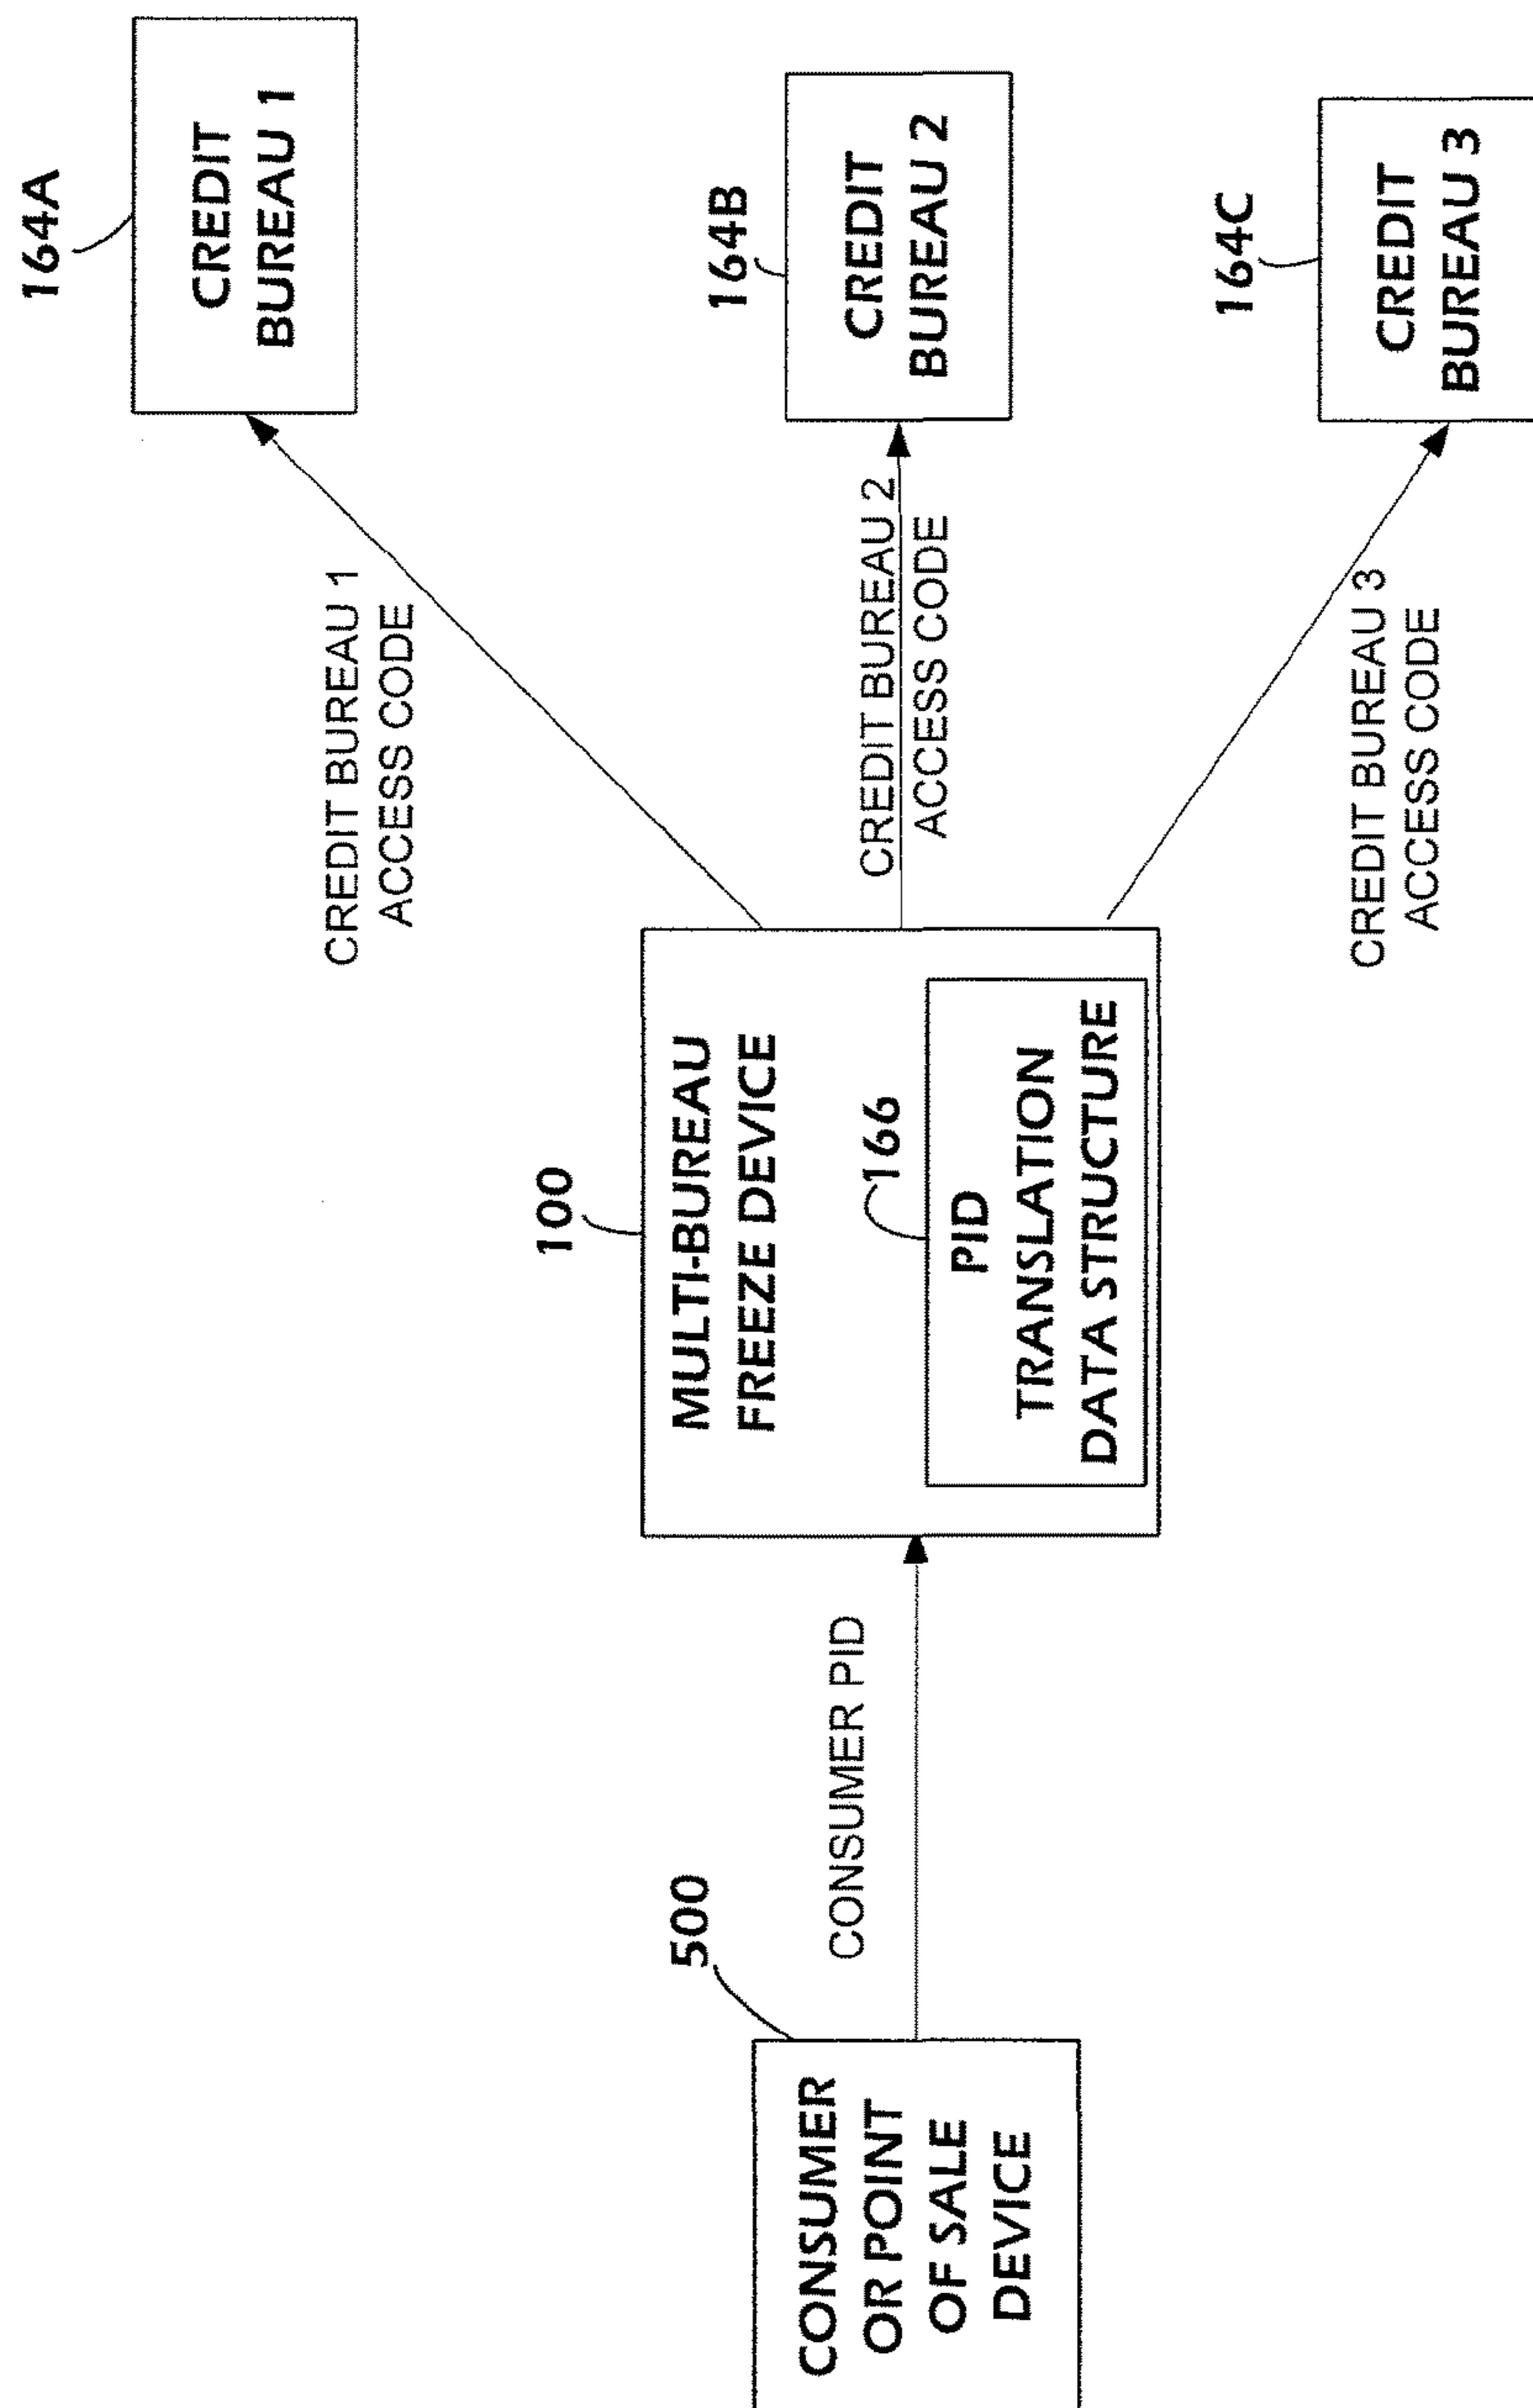 500
CONSUMER
OR POINT
OF SALE
DEVICE
CONSUMER PID
100
MULTI-BUREAU
FREEZE DEVICE
166
PID
TRANSLATION
DATA STRUCTURE
CREDIT BUREAU 1
ACCESS CODE
CREDIT BUREAU 2
ACCESS CODE
CREDIT BUREAU 3
ACCESS CODE
164A
CREDIT
BUREAU 1
164B
CREDIT
BUREAU 2
164C
CREDIT
BUREAU 3